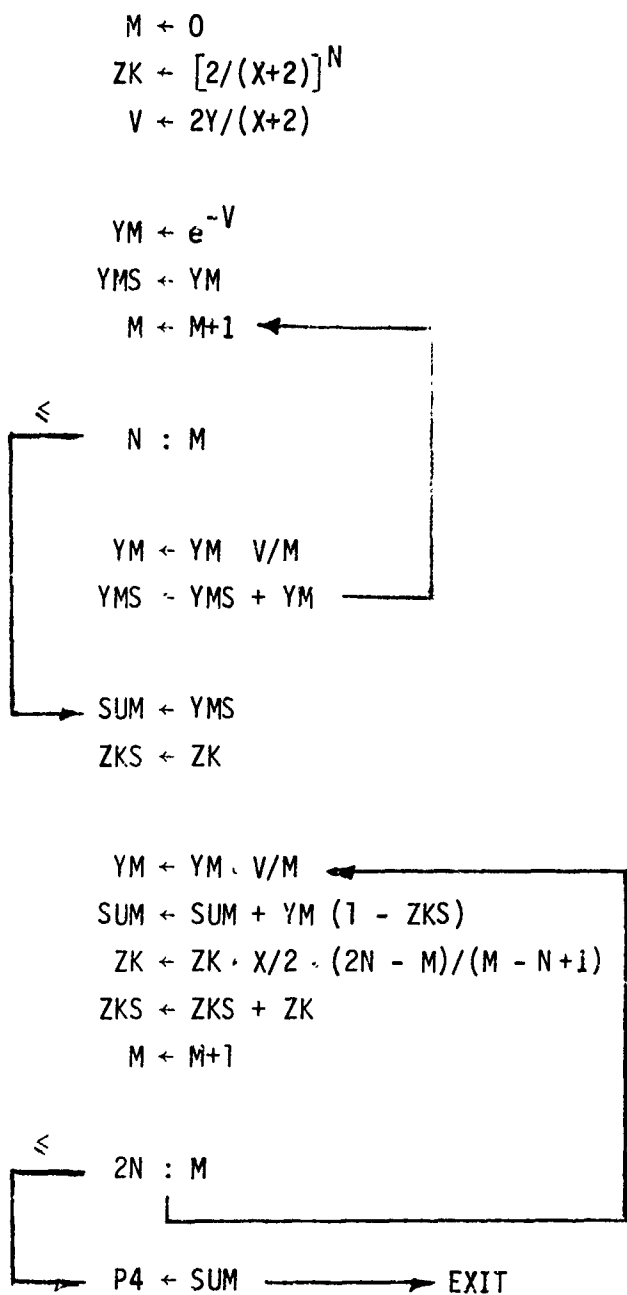 M ← 0
ZK ← [2/(X+2)]^N
V ← 2Y/(X+2)
YM ← e^-V
YMS ← YM
M ← M+1
≤
N : M
YM ← YM V/M
YMS - YMS + YM
SUM ← YMS
ZKS ← ZK
YM ← YM · V/M
SUM ← SUM + YM (1 - ZKS)
ZK ← ZK · X/2 · (2N - M)/(M - N+1)
ZKS ← ZKS + ZK
M ← M+1
≤
2N : M
P4 ← SUM → EXIT